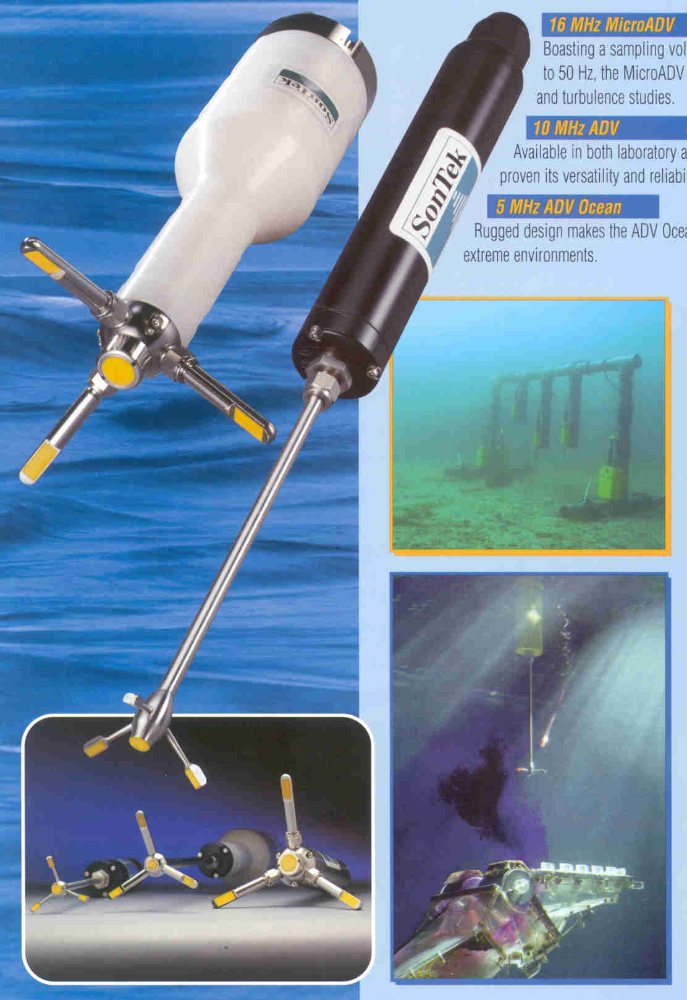 16 MHz MicroADV
Boasting a sampling vol
to 50 Hz, the MicroADV
and turbulence studies.
10 MHz ADV
Available in both laboratory a
proven its versatility and reliabi
5 MHz ADV Ocean
Rugged design makes the ADV Ocea
extreme environments.
SonTek
SonTek